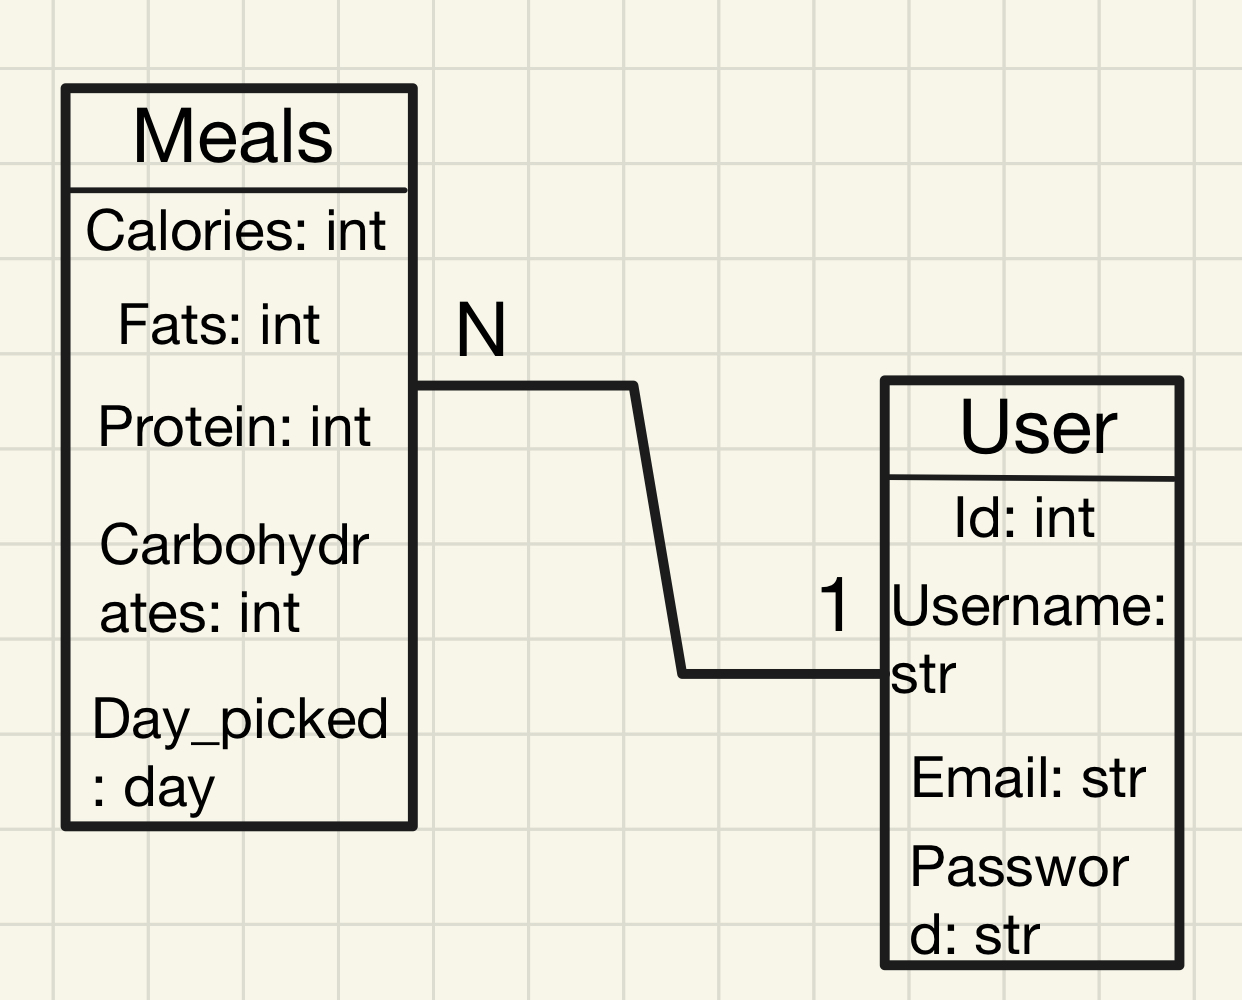 Meals
Calories: int
Fats: int
Protein: int
Carbohydr
ates: int
Day_picked
: day
N
1
User
Id: int
Username:
str
Email: str
Passwor
d: str